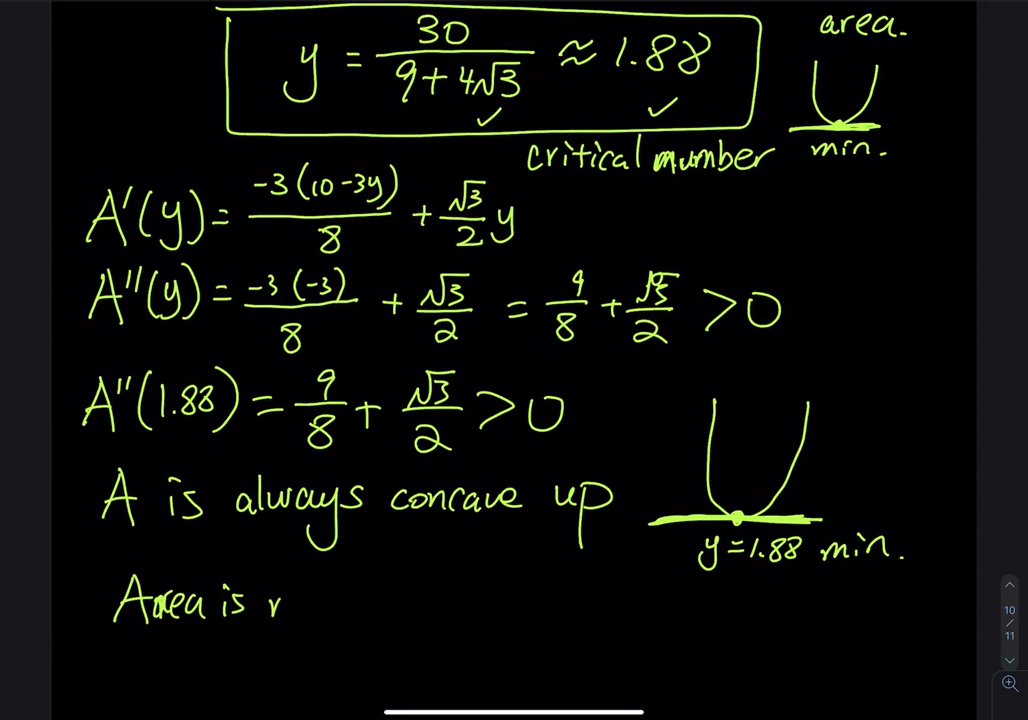 area.
y = 30/(9+4√3) ≈ 1.88
✓ ✓
critical number
min.
A'(y) = -3(10-3y)/8 + √3/2 y
A''(y) = -3(-3)/8 + √3/2 = 9/8 + √3/2 > 0
A''(1.88) = 9/8 + √3/2 > 0
A is always concave up
y = 1.88 min.
Area is
10
/
11